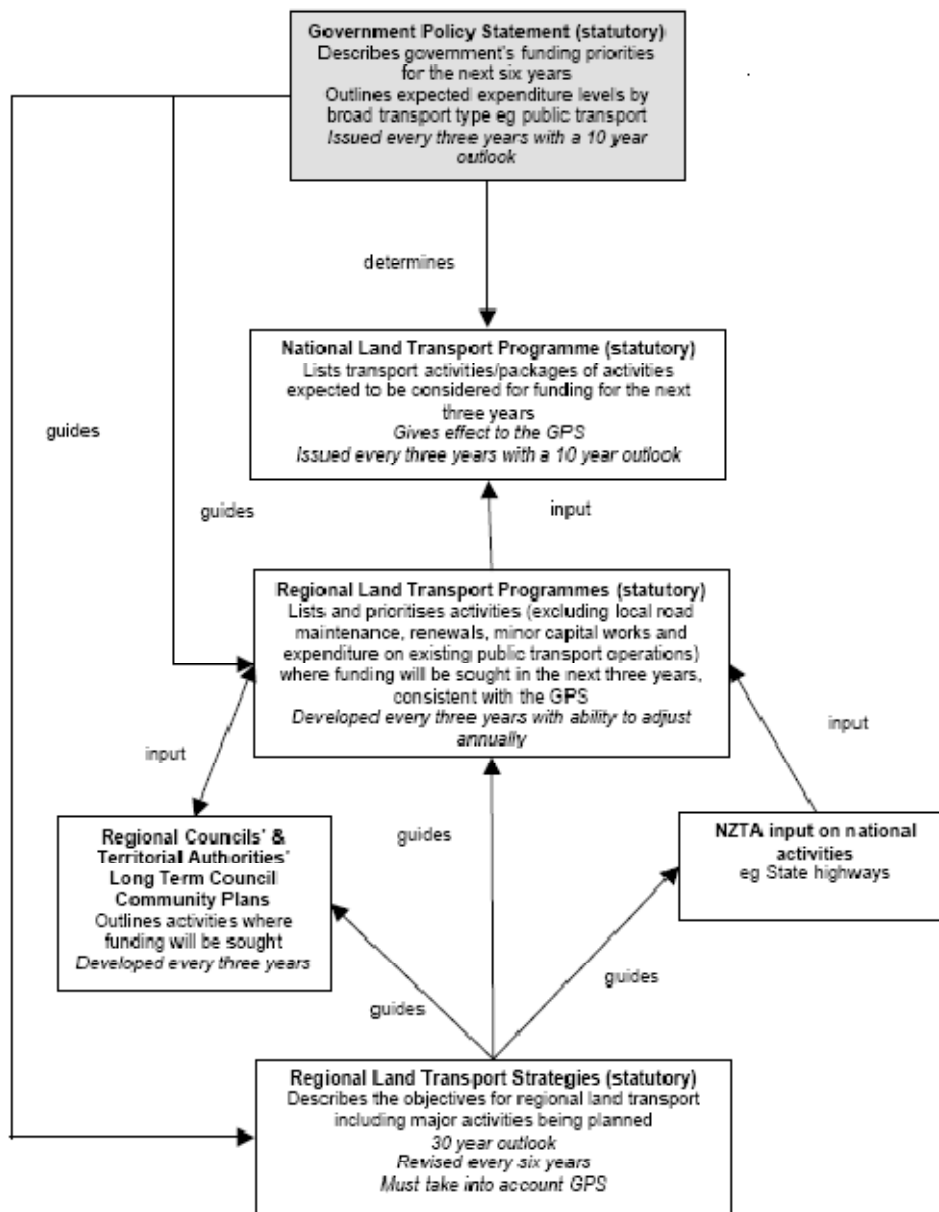 Government Policy Statement (statutory)
Describes government's funding priorities
for the next six years
Outlines expected expenditure levels by
broad transport type eg public transport
Issued every three years with a 10 year
outlook
determines
National Land Transport Programme (statutory)
Lists transport activities/packages of activities
expected to be considered for funding for the next
three years
Gives effect to the GPS
Issued every three years with a 10 year outlook
guides
guides
input
Regional Land Transport Programmes (statutory)
Lists and prioritises activities (excluding local road
maintenance, renewals, minor capital works and
expenditure on existing public transport operations)
where funding will be sought in the next three years,
consistent with the GPS
Developed every three years with ability to adjust
annually
input
input
Regional Councils' &
Territorial Authorities'
Long Term Council
Community Plans
Outlines activities where
funding will be sought
Developed every three years
guides
NZTA input on national
activities
eg State highways
guides
guides
Regional Land Transport Strategies (statutory)
Describes the objectives for regional land transport
including major activities being planned
30 year outlook
Revised every six years
Must take into account GPS